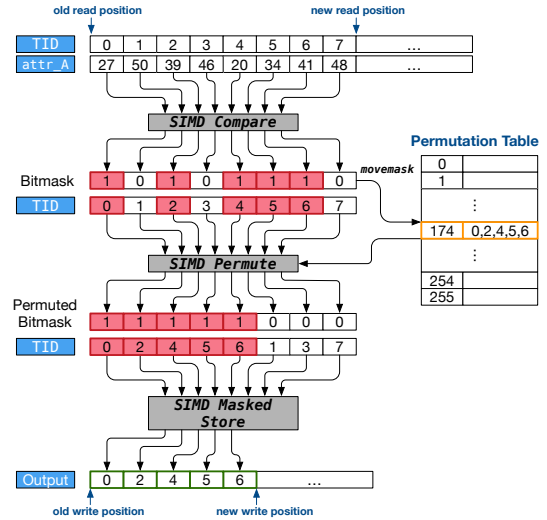 old read position new read position
TID 0 1 2 3 4 5 6 7 ...
attr_A 27 50 39 46 20 34 41 48 ...
SIMD Compare
Permutation Table
movemask
0
1
⋮
174 0,2,4,5,6
⋮
254
255
Bitmask 1 0 1 0 1 1 1 0
TID 0 1 2 3 4 5 6 7
SIMD Permute
Permuted
Bitmask 1 1 1 1 1 0 0 0
TID 0 2 4 5 6 1 3 7
SIMD Masked
Store
Output 0 2 4 5 6 ...
old write position new write position